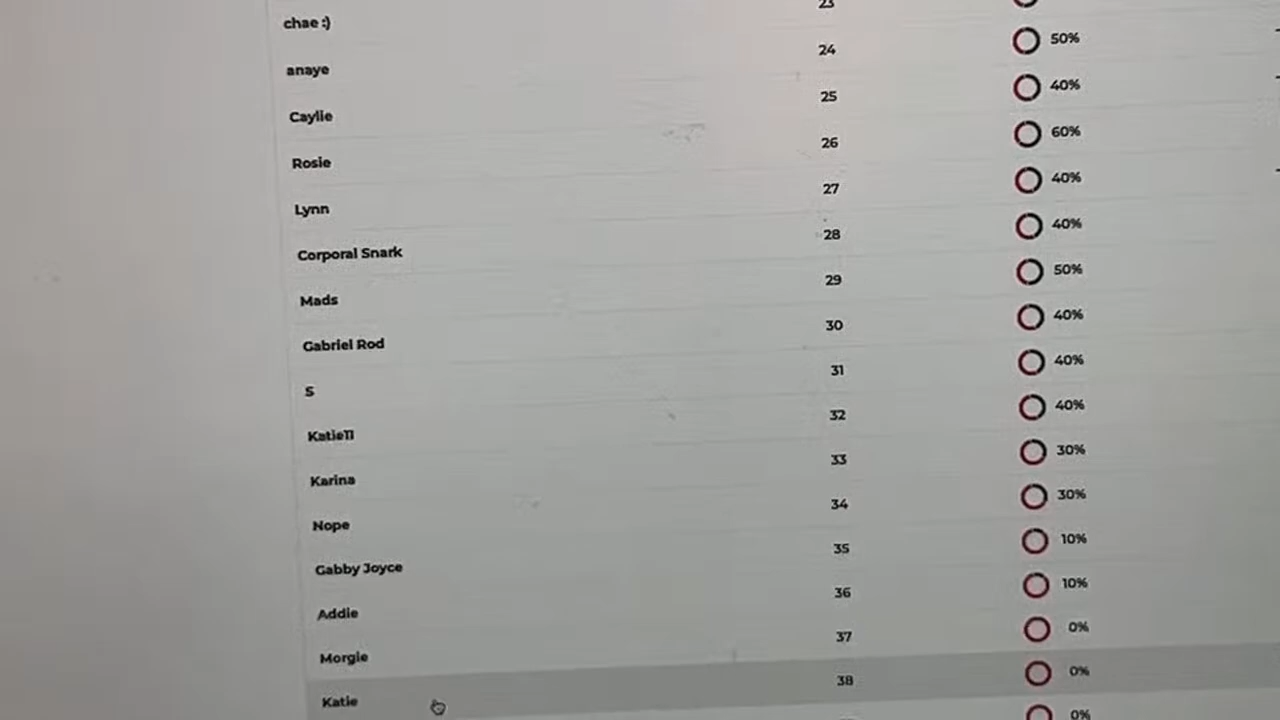 chae :) 23
anaye 24 50%
Caylie 25 40%
Rosie 26 60%
Lynn 27 40%
Corporal Snark 28 40%
Mads 29 50%
Gabriel Rod 30 40%
S 31 40%
Katie11 32 40%
Karina 33 30%
Nope 34 30%
Gabby Joyce 35 10%
Addie 36 10%
Morgie 37 0%
Katie 38 0%
0%